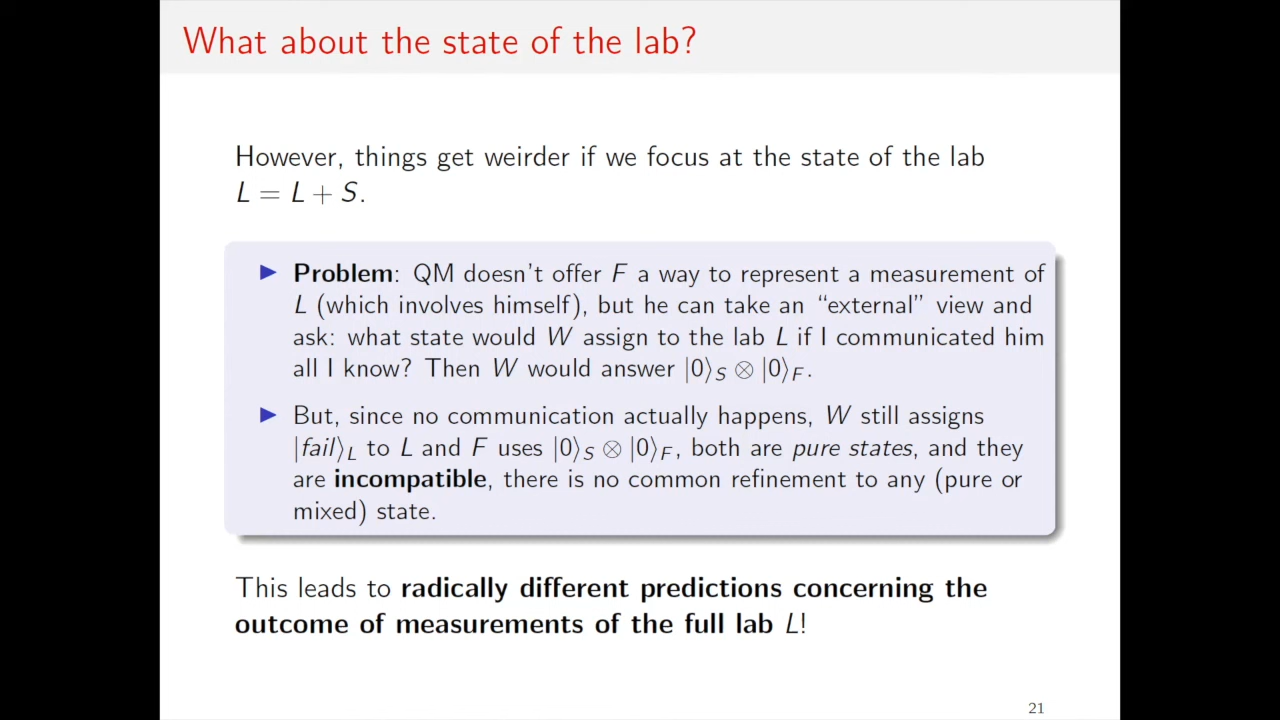 What about the state of the lab?
However, things get weirder if we focus at the state of the lab
L = L + S.
▶ Problem: QM doesn't offer F a way to represent a measurement of
L (which involves himself), but he can take an “external” view and
ask: what state would W assign to the lab L if I communicated him
all I know? Then W would answer |0⟩S ⊗ |0⟩F.
▶ But, since no communication actually happens, W still assigns
|fail⟩L to L and F uses |0⟩S ⊗ |0⟩F, both are pure states, and they
are incompatible, there is no common refinement to any (pure or
mixed) state.
This leads to radically different predictions concerning the
outcome of measurements of the full lab L!
21